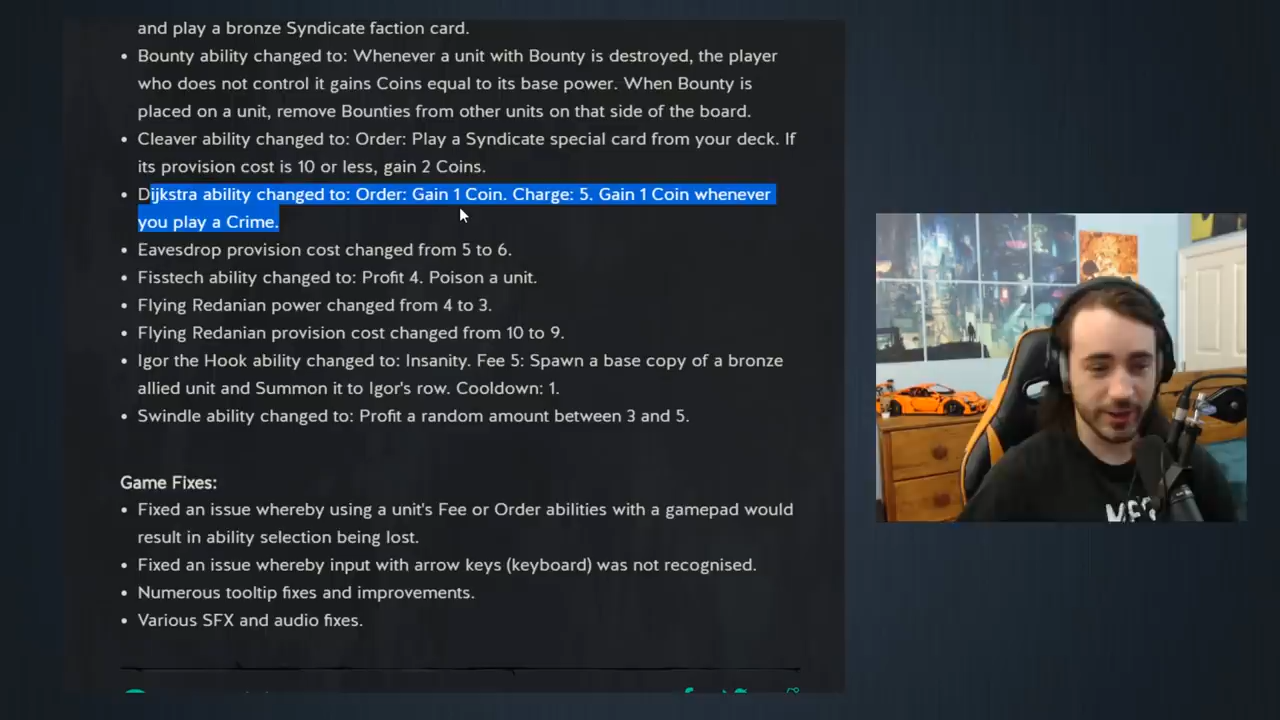 and play a bronze Syndicate faction card.
• Bounty ability changed to: Whenever a unit with Bounty is destroyed, the player
who does not control it gains Coins equal to its base power. When Bounty is
placed on a unit, remove Bounties from other units on that side of the board.
• Cleaver ability changed to: Order: Play a Syndicate special card from your deck. If
its provision cost is 10 or less, gain 2 Coins.
• Dijkstra ability changed to: Order: Gain 1 Coin. Charge: 5. Gain 1 Coin whenever
you play a Crime.
• Eavesdrop provision cost changed from 5 to 6.
• Fisstech ability changed to: Profit 4. Poison a unit.
• Flying Redanian power changed from 4 to 3.
• Flying Redanian provision cost changed from 10 to 9.
• Igor the Hook ability changed to: Insanity. Fee 5: Spawn a base copy of a bronze
allied unit and Summon it to Igor's row. Cooldown: 1.
• Swindle ability changed to: Profit a random amount between 3 and 5.
Game Fixes:
• Fixed an issue whereby using a unit's Fee or Order abilities with a gamepad would
result in ability selection being lost.
• Fixed an issue whereby input with arrow keys (keyboard) was not recognised.
• Numerous tooltip fixes and improvements.
• Various SFX and audio fixes.